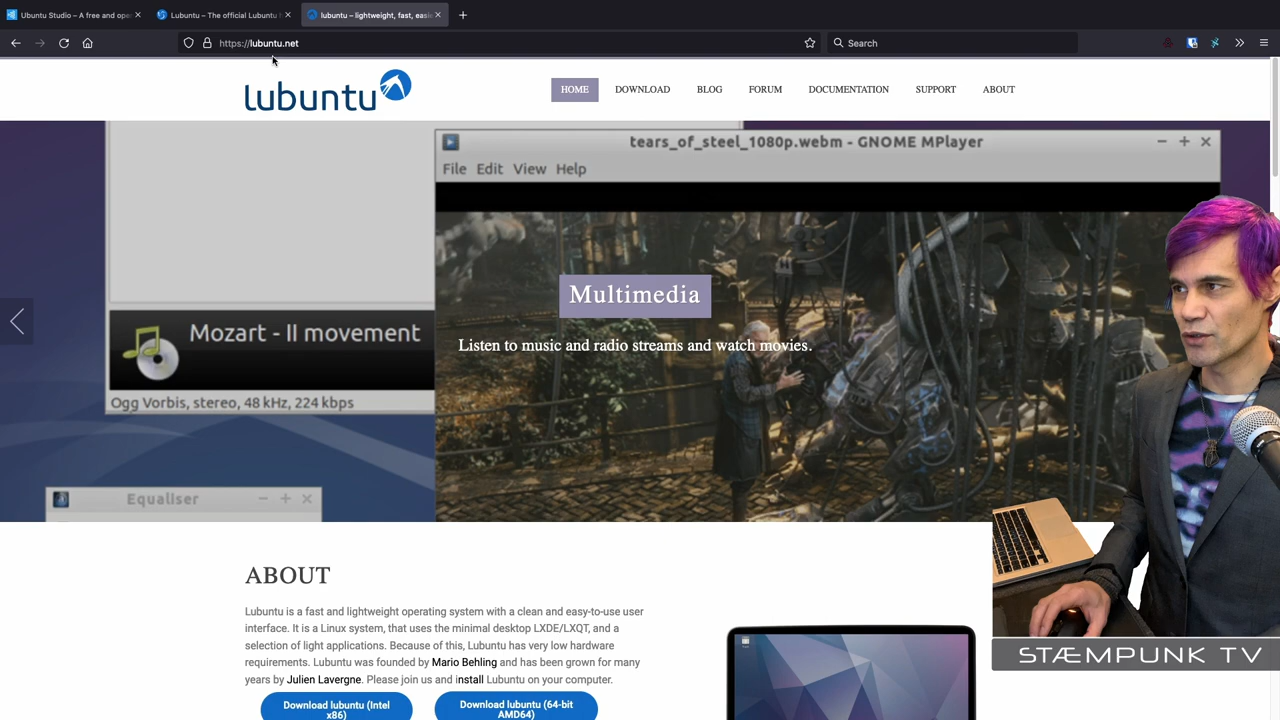 Ubuntu Studio – A free and ope
Lubuntu – The official Lubuntu
lubuntu – lightweight, fast, easie
https://lubuntu.net
Search
lubuntu
HOME
DOWNLOAD
BLOG
FORUM
DOCUMENTATION
SUPPORT
ABOUT
tears_of_steel_1080p.webm - GNOME MPlayer
File Edit View Help
Multimedia
Mozart - II movement
Listen to music and radio streams and watch movies.
Ogg Vorbis, stereo, 48 kHz, 224 kbps
Equaliser
ABOUT
Lubuntu is a fast and lightweight operating system with a clean and easy-to-use user
interface. It is a Linux system, that uses the minimal desktop LXDE/LXQT, and a
selection of light applications. Because of this, Lubuntu has very low hardware
requirements. Lubuntu was founded by Mario Behling and has been grown for many
years by Julien Lavergne. Please join us and install Lubuntu on your computer.
Download lubuntu (Intel
x86)
Download lubuntu (64-bit
AMD64)
STÆMPUNK TV